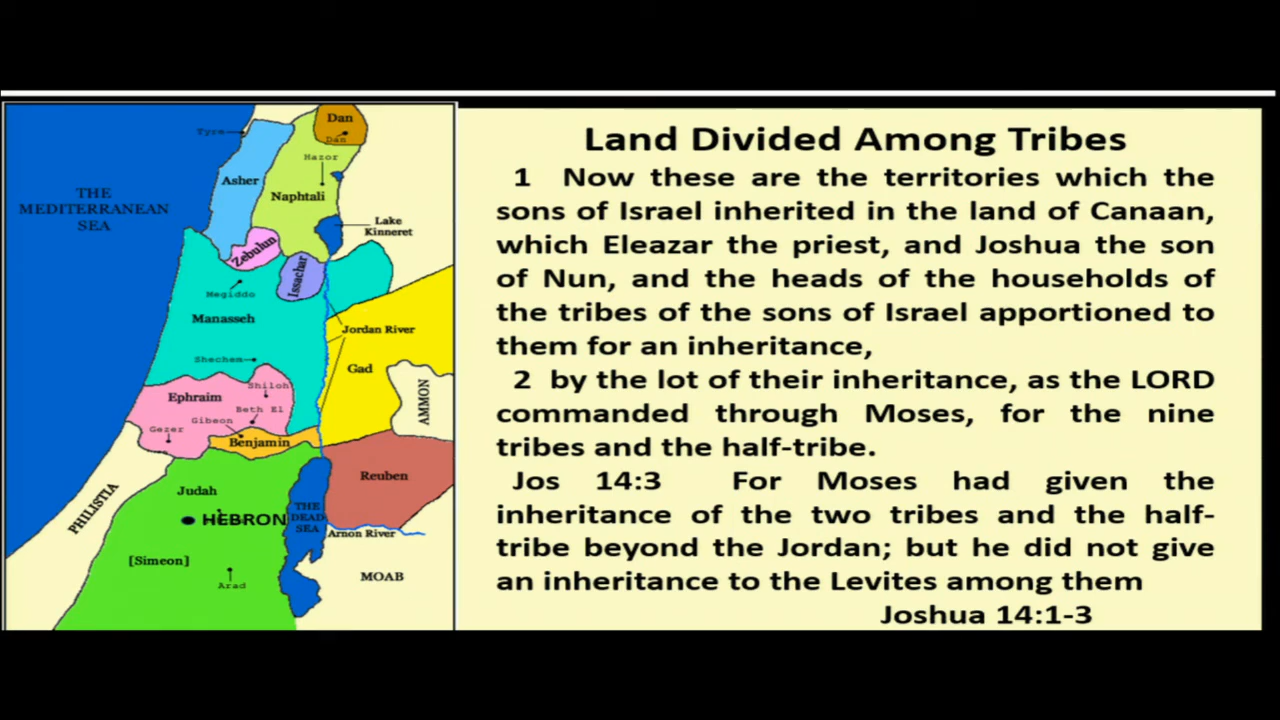 Dan
Tyre
Dan
Hazor
Asher
Naphtali
THE
MEDITERRANEAN
SEA
Lake
Kinneret
Zebulun
Issachar
Megiddo
Manasseh
Jordan River
Shechem
Gad
Shiloh
Ephraim
AMMON
Beth El
Gibeon
Gezer
Benjamin
Reuben
Judah
PHILISTIA
HEBRON
THE
DEAD
SEA
Arnon River
[Simeon]
MOAB
Arad
Land Divided Among Tribes
1 Now these are the territories which the
sons of Israel inherited in the land of Canaan,
which Eleazar the priest, and Joshua the son
of Nun, and the heads of the households of
the tribes of the sons of Israel apportioned to
them for an inheritance,
2 by the lot of their inheritance, as the LORD
commanded through Moses, for the nine
tribes and the half-tribe.
Jos 14:3 For Moses had given the
inheritance of the two tribes and the half-
tribe beyond the Jordan; but he did not give
an inheritance to the Levites among them
Joshua 14:1-3